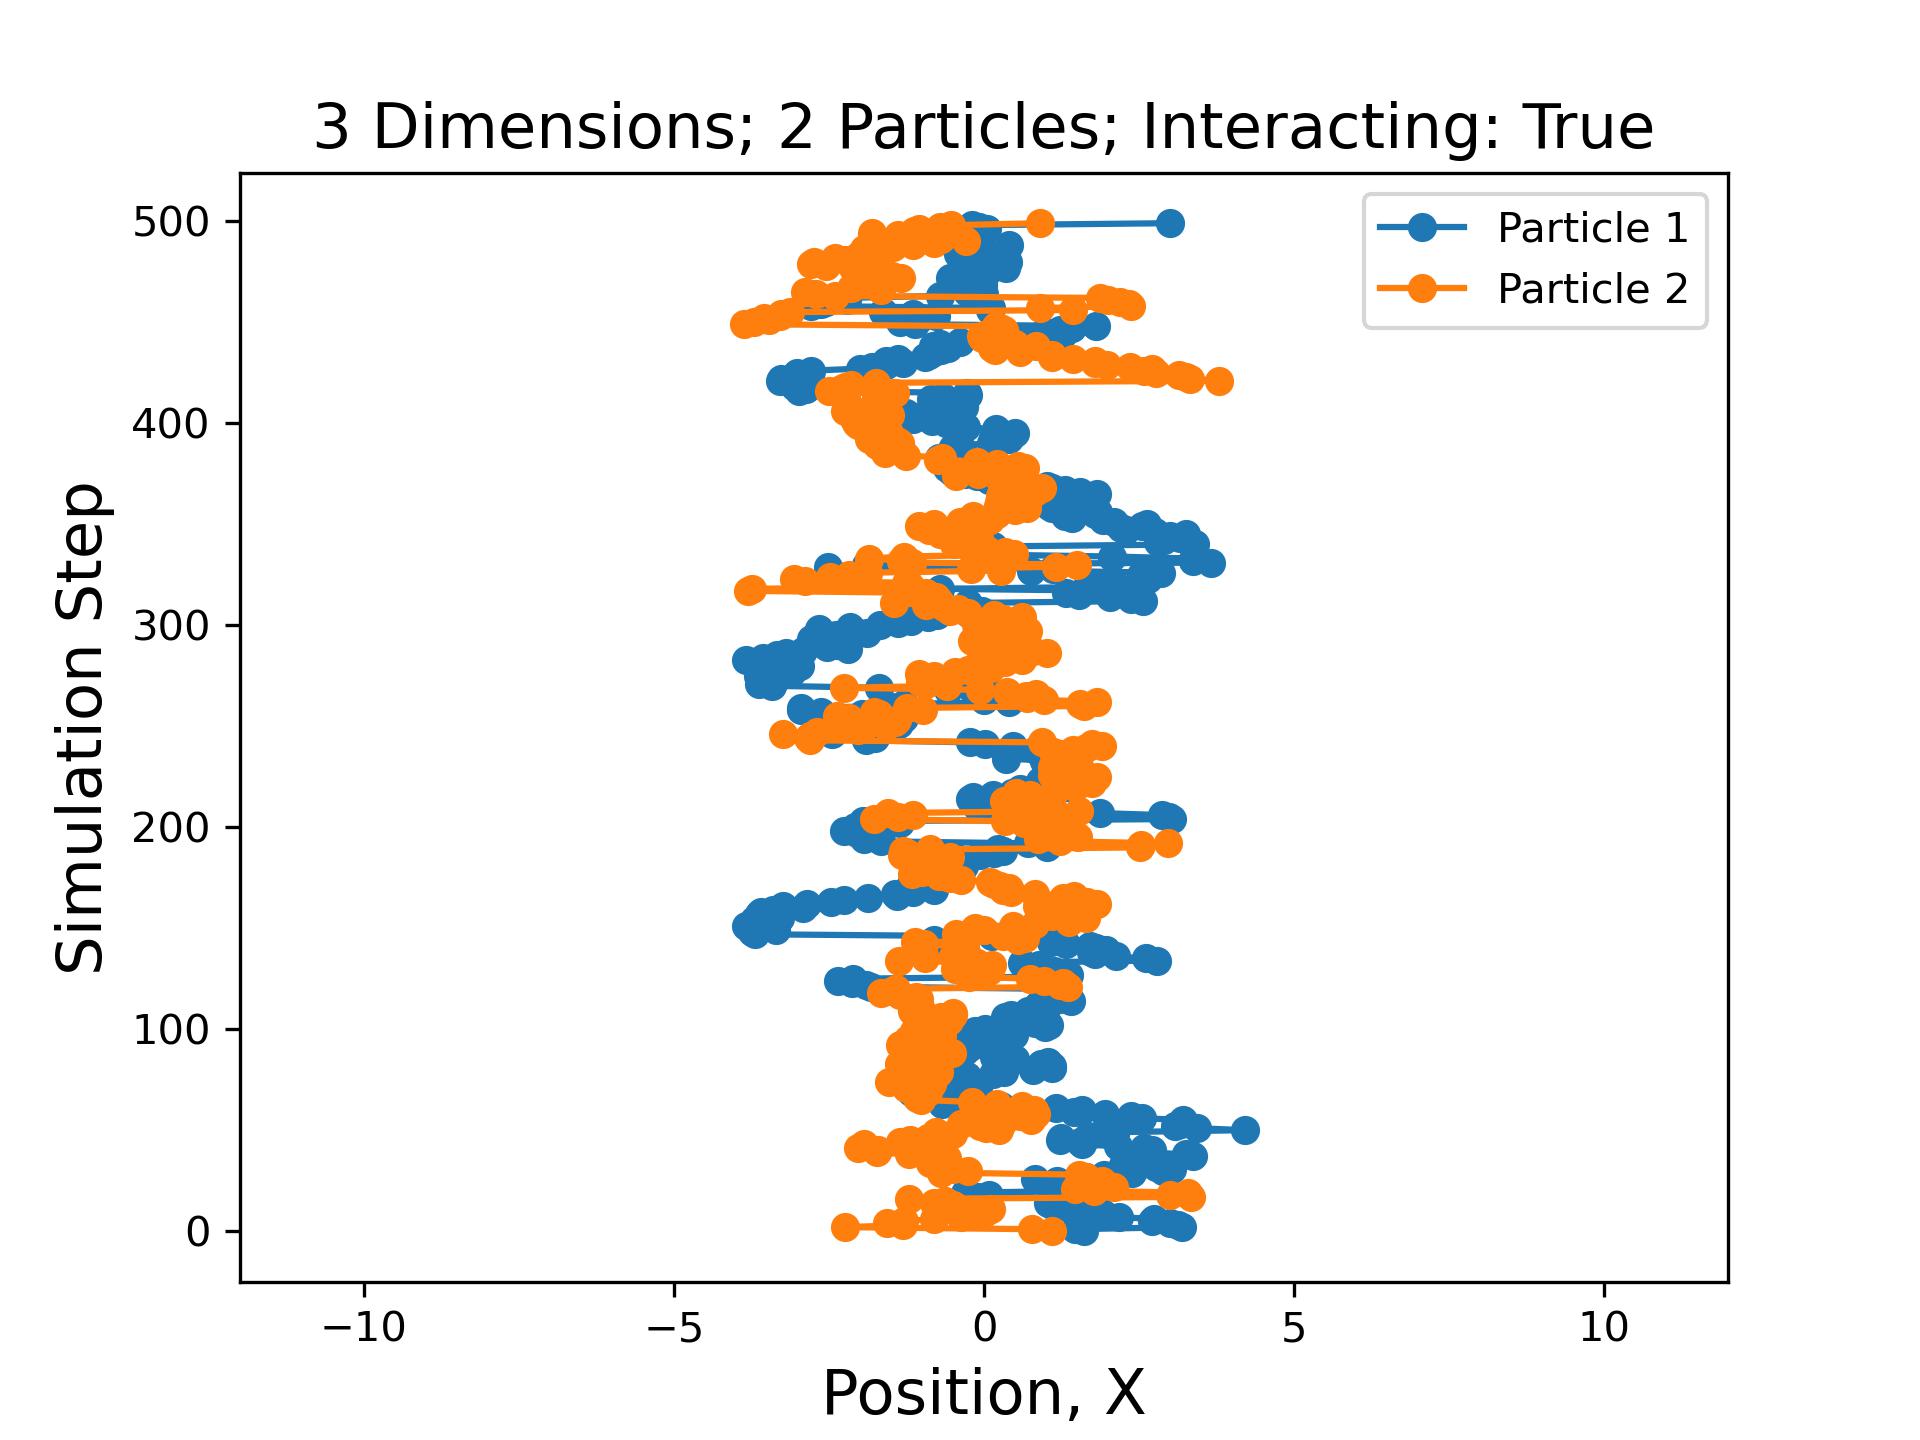 3 Dimensions; 2 Particles; Interacting: True
Particle 1
Particle 2
500
400
300
200
100
0
Simulation Step
−10 −5 0 5 10
Position, X